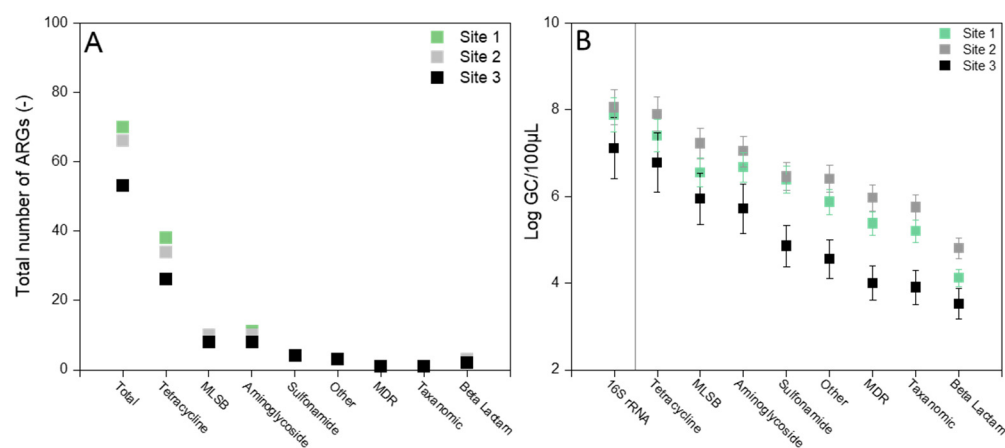 A
Site 1
Site 2
Site 3
Total number of ARGs (-)
100
80
60
40
20
0
Total
Tetracycline
MLSB
Aminoglycoside
Sulfonamide
Other
MDR
Taxanomic
Beta Lactam
B
Site 1
Site 2
Site 3
Log GC/100µL
10
8
6
4
2
16S rRNA
Tetracycline
MLSB
Aminoglycoside
Sulfonamide
Other
MDR
Taxanomic
Beta Lactam